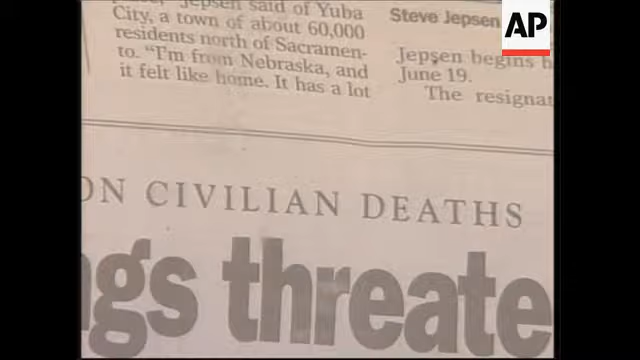 Jepsen said of Yuba
City, a town of about 60,000
residents north of Sacramen-
to. "I'm from Nebraska, and
it felt like home. It has a lot
Steve Jepsen
Jepsen begins
June 19.
The resignat
AP
ON CIVILIAN DEATHS
gs threate